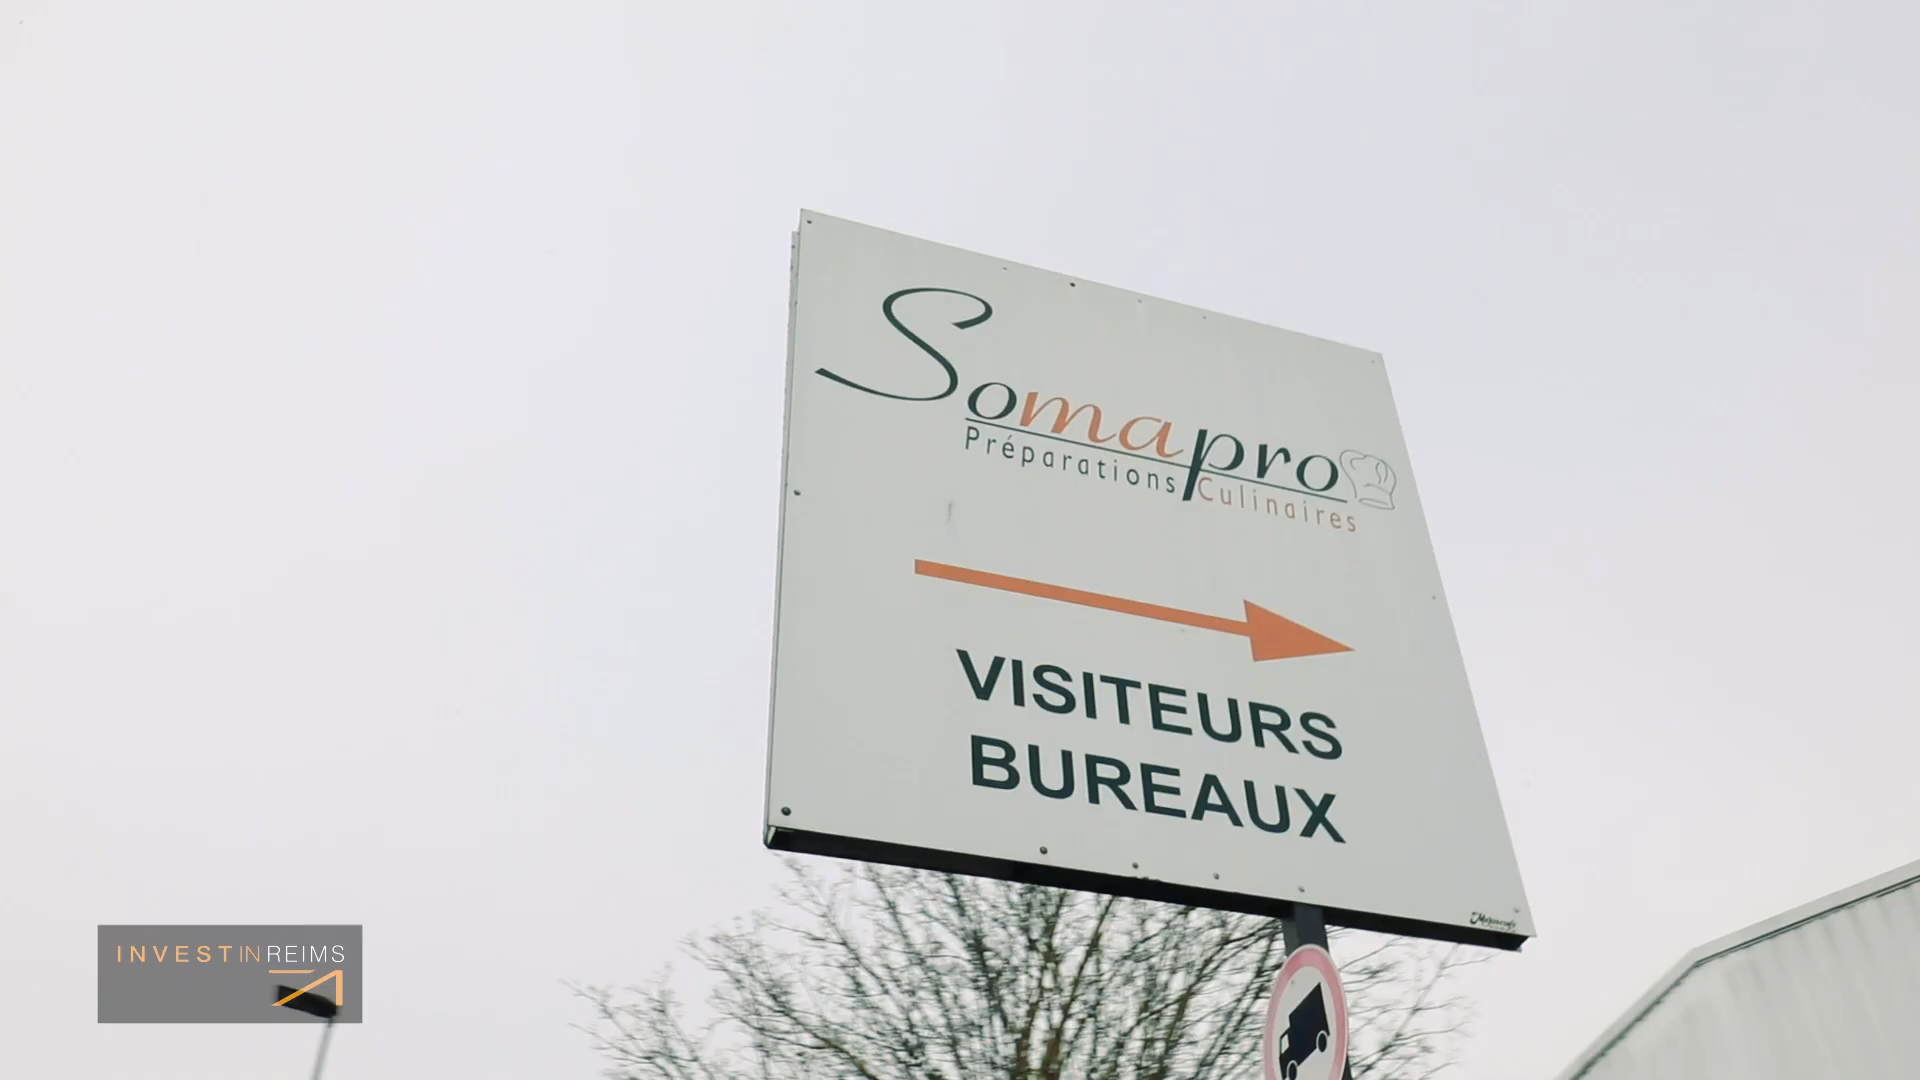 Somapro
Préparations Culinaires
VISITEURS
BUREAUX
INVESTINREIMS